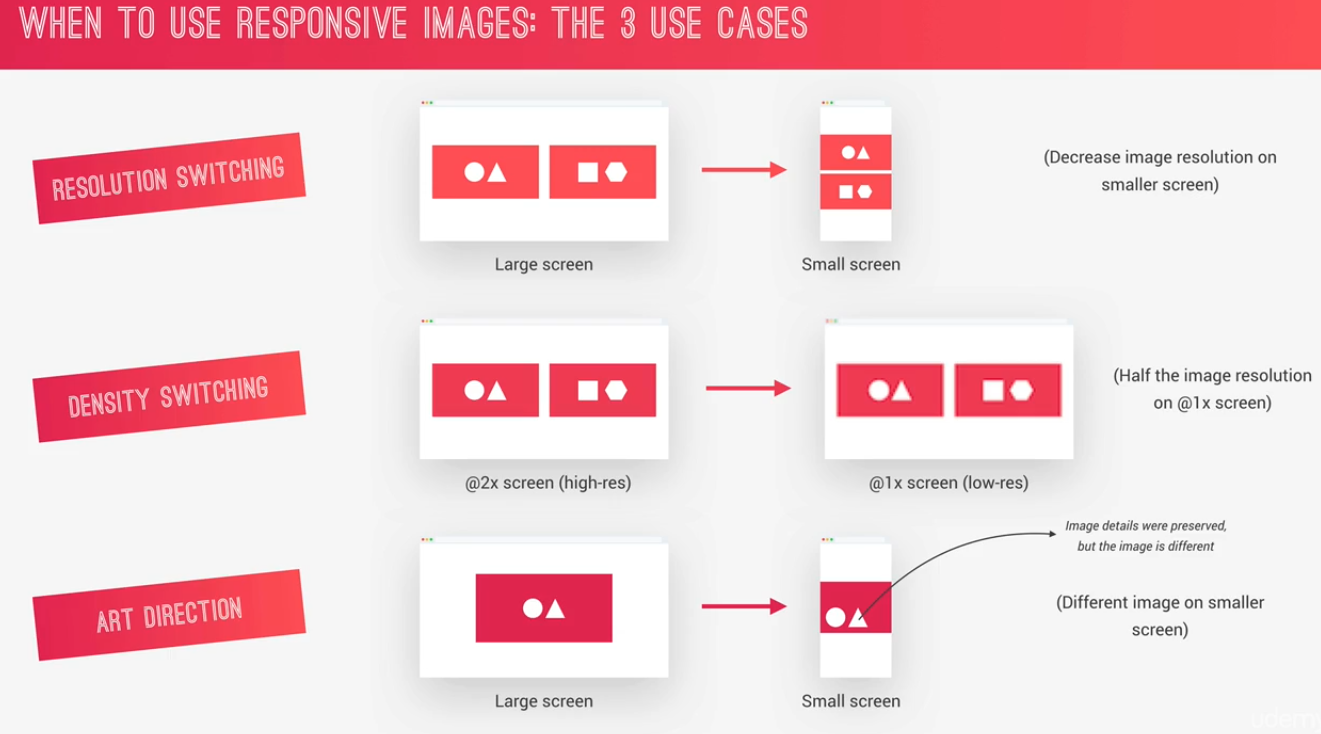 WHEN TO USE RESPONSIVE IMAGES: THE 3 USE CASES
RESOLUTION SWITCHING
Large screen
Small screen
(Decrease image resolution on
smaller screen)
DENSITY SWITCHING
@2x screen (high-res)
@1x screen (low-res)
(Half the image resolution
on @1x screen)
ART DIRECTION
Large screen
Small screen
Image details were preserved,
but the image is different
(Different image on smaller
screen)
udemy